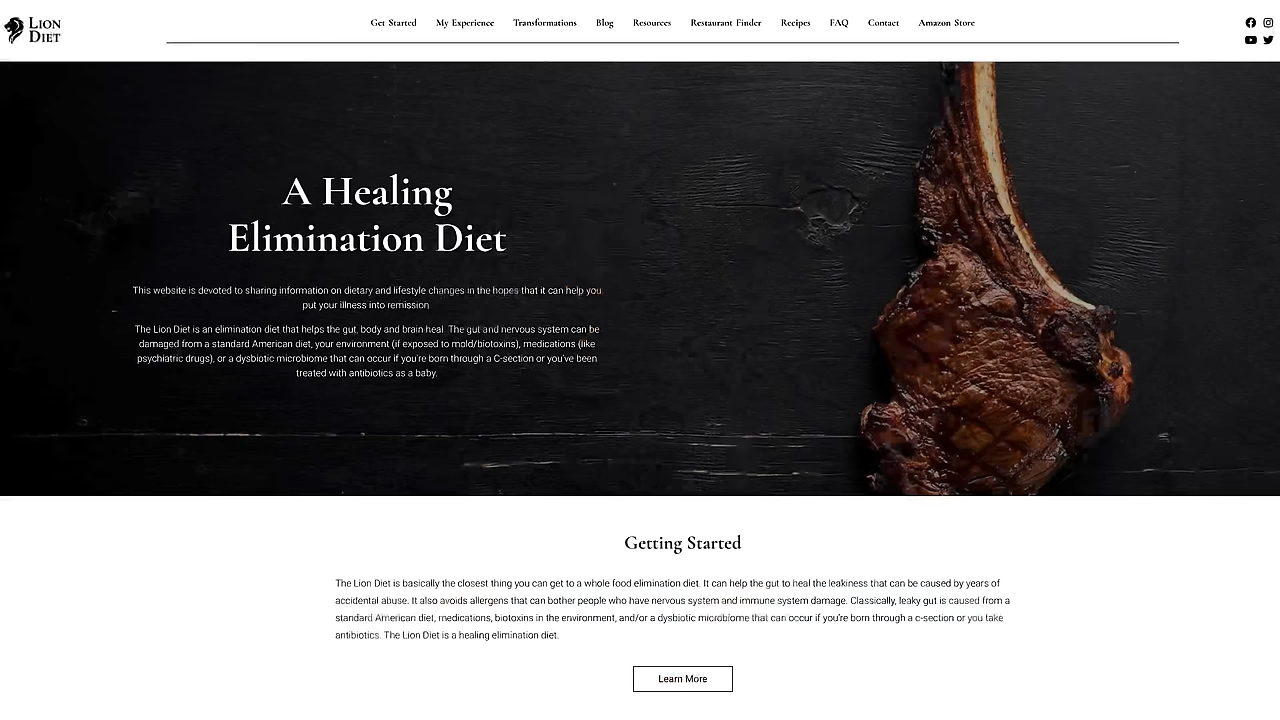 LION
DIET
Get Started
My Experience
Transformations
Blog
Resources
Restaurant Finder
Recipes
FAQ
Contact
Amazon Store
A Healing
Elimination Diet
This website is devoted to sharing information on dietary and lifestyle changes in the hopes that it can help you
put your illness into remission.
The Lion Diet is an elimination diet that helps the gut, body and brain heal. The gut and nervous system can be
damaged from a standard American diet, your environment (if exposed to mold/biotoxins), medications (like
psychiatric drugs), or a dysbiotic microbiome that can occur if you're born through a C-section or you've been
treated with antibiotics as a baby.
Getting Started
The Lion Diet is basically the closest thing you can get to a whole food elimination diet. It can help the gut to heal the leakiness that can be caused by years of
accidental abuse. It also avoids allergens that can bother people who have nervous system and immune system damage. Classically, leaky gut is caused from a
standard American diet, medications, biotoxins in the environment, and/or a dysbiotic microbiome that can occur if you're born through a c-section or you take
antibiotics. The Lion Diet is a healing elimination diet.
Learn More